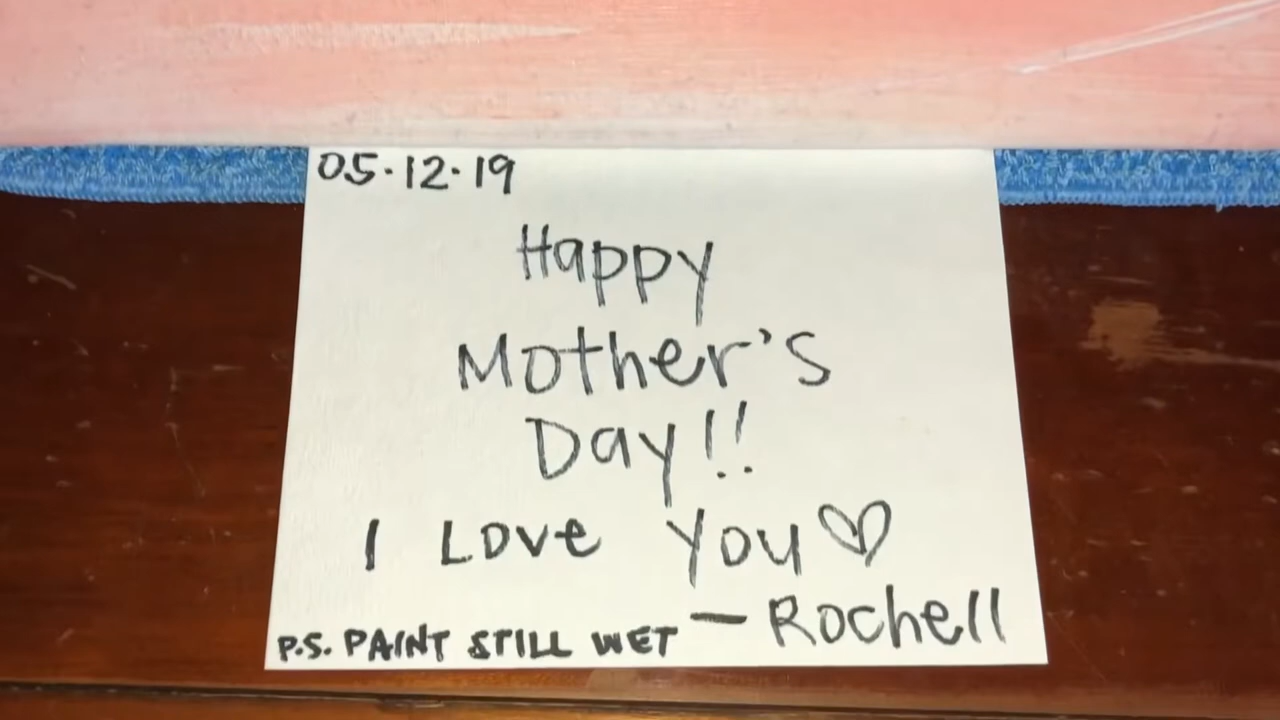 05.12.19
Happy
Mother's
Day!!
I Love You♡
— Rochell
P.S. PAINT STILL WET